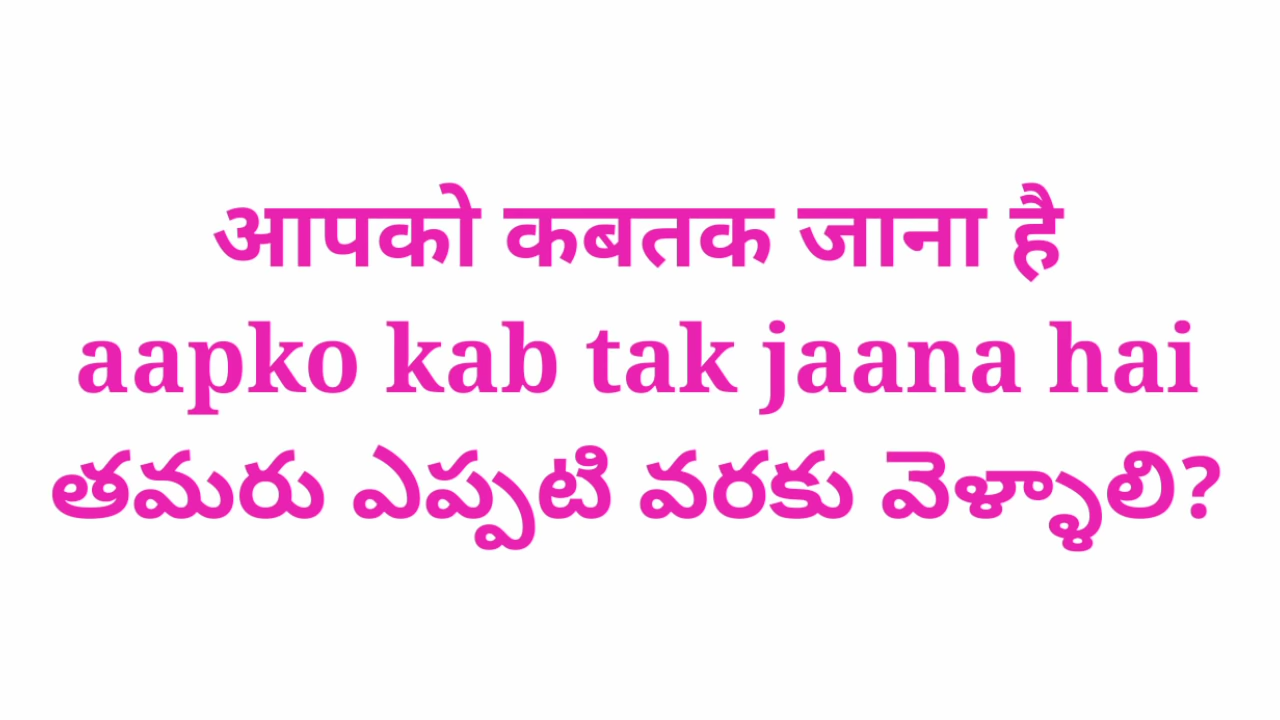 आपको कबतक जाना है
aapko kab tak jaana hai
తమరు ఎప్పటి వరకు వెళ్ళాలి?